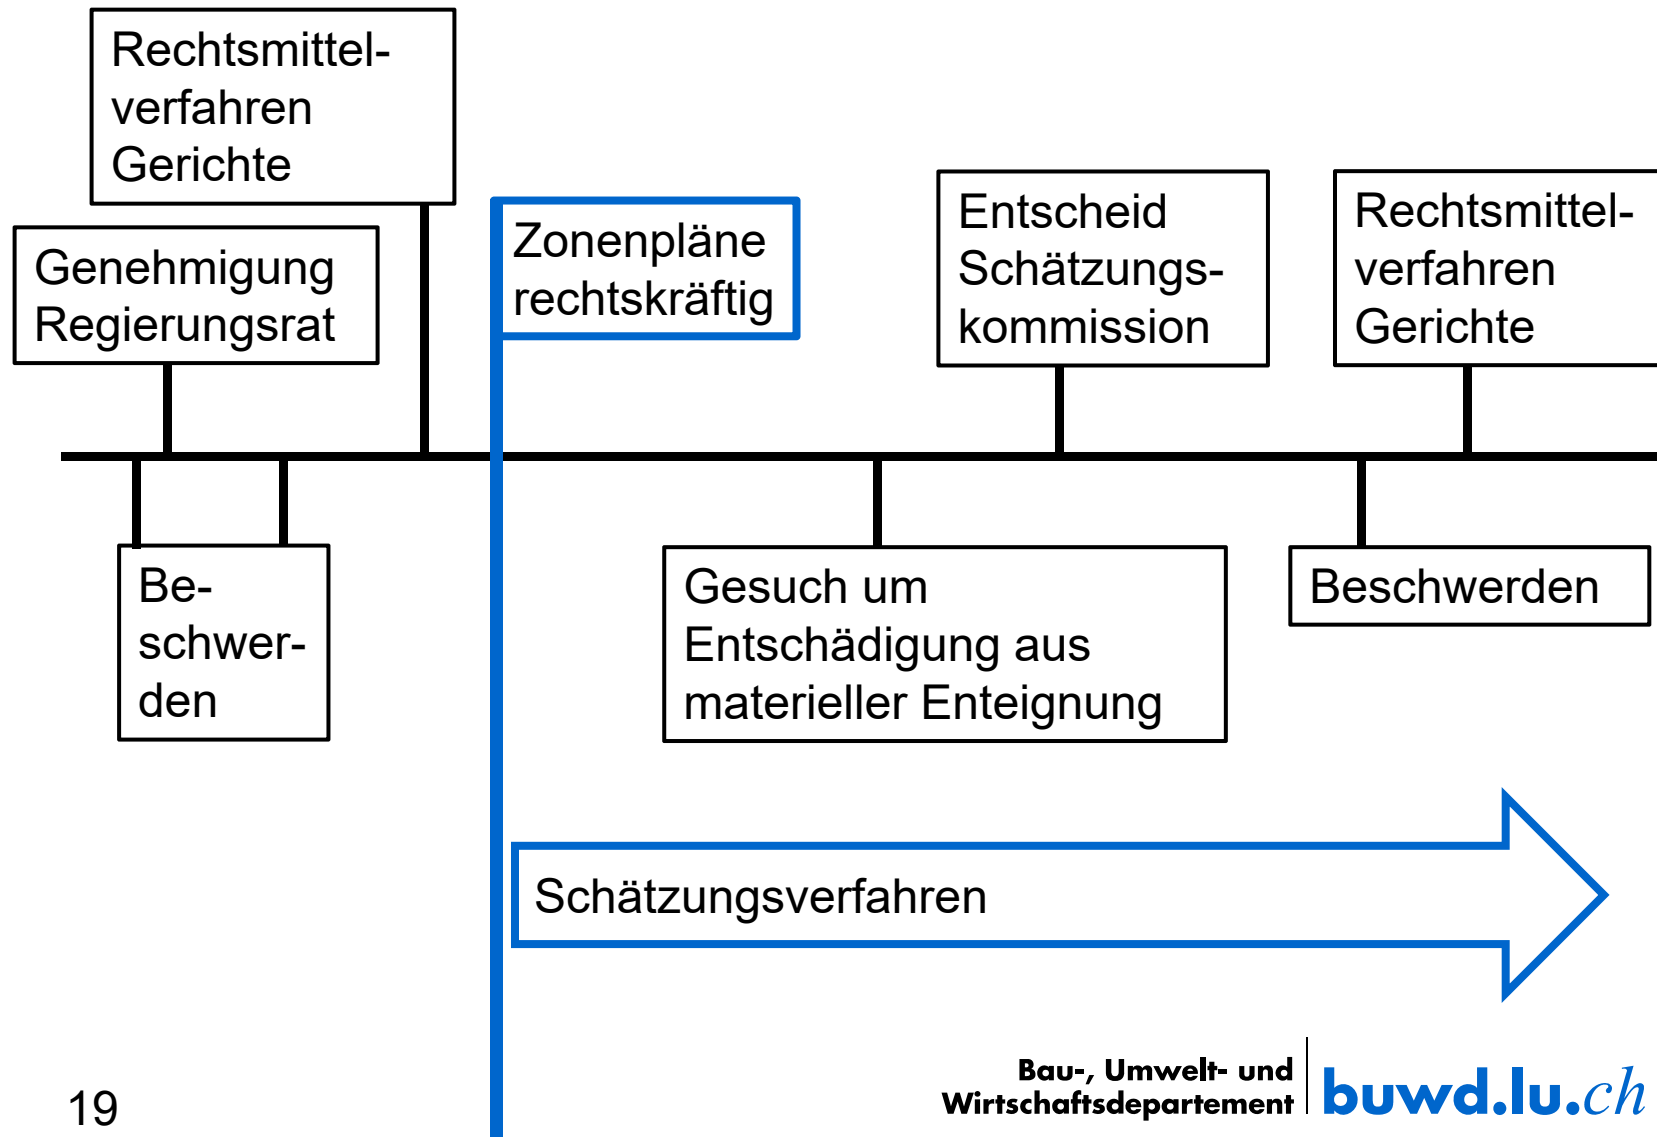 Rechtsmittel-
verfahren
Gerichte
Genehmigung
Regierungsrat
Zonenpläne
rechtskräftig
Entscheid
Schätzungs-
kommission
Rechtsmittel-
verfahren
Gerichte
Be-
schwer-
den
Gesuch um
Entschädigung aus
materieller Enteignung
Beschwerden
Schätzungsverfahren
19
Bau-, Umwelt- und
Wirtschaftsdepartement
buwd.lu.ch